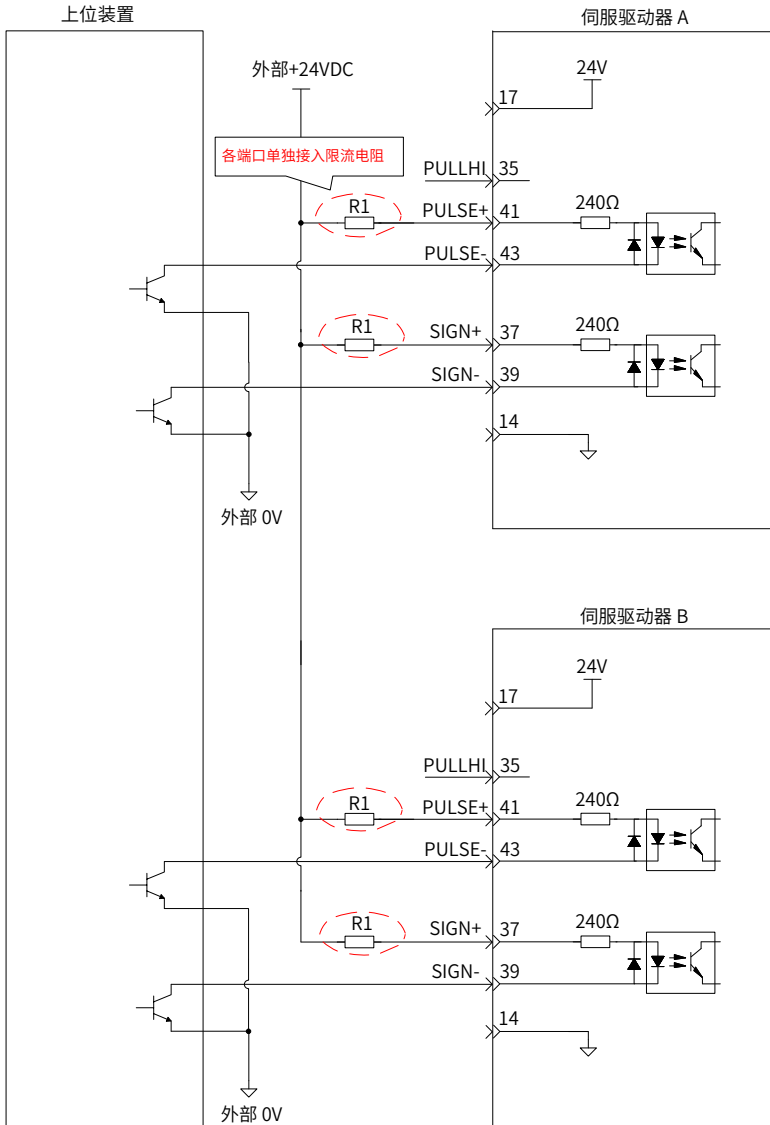 上位装置
伺服驱动器 A
外部+24VDC
24V
17
各端口单独接入限流电阻
PULLHI 35
R1
PULSE+ 41
240Ω
PULSE- 43
R1
SIGN+ 37
240Ω
SIGN- 39
14
外部 0V
伺服驱动器 B
24V
17
PULLHI 35
R1
PULSE+ 41
240Ω
PULSE- 43
R1
SIGN+ 37
240Ω
SIGN- 39
14
外部 0V